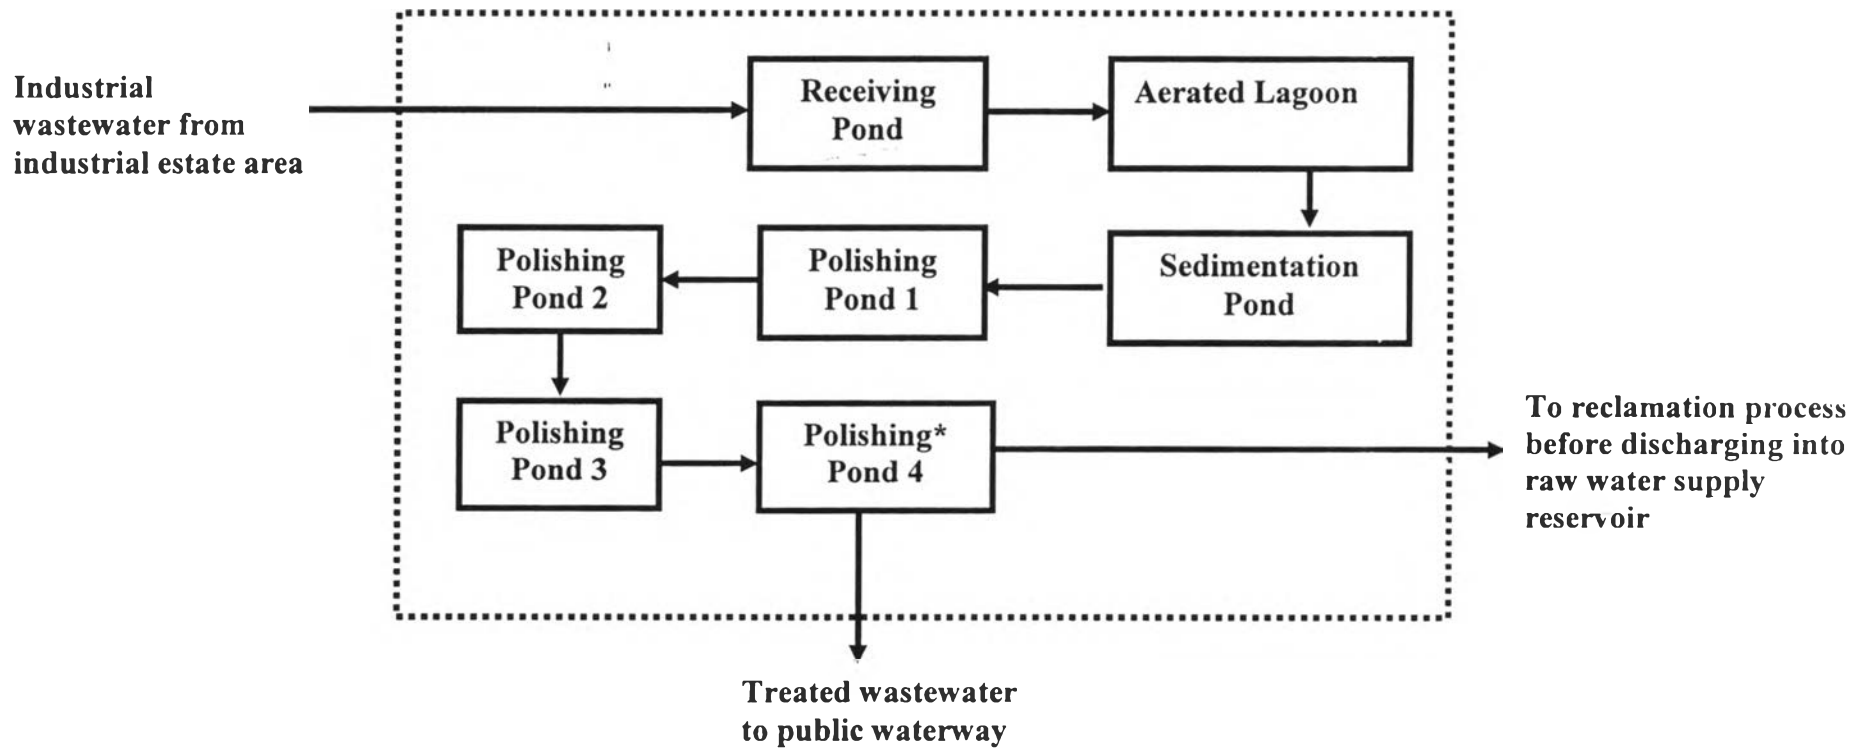 Industrial
wastewater from
industrial estate area
Receiving
Pond
Aerated Lagoon
Polishing
Pond 2
Polishing
Pond 1
Sedimentation
Pond
Polishing
Pond 3
Polishing*
Pond 4
To reclamation process
before discharging into
raw water supply
reservoir
Treated wastewater
to public waterway